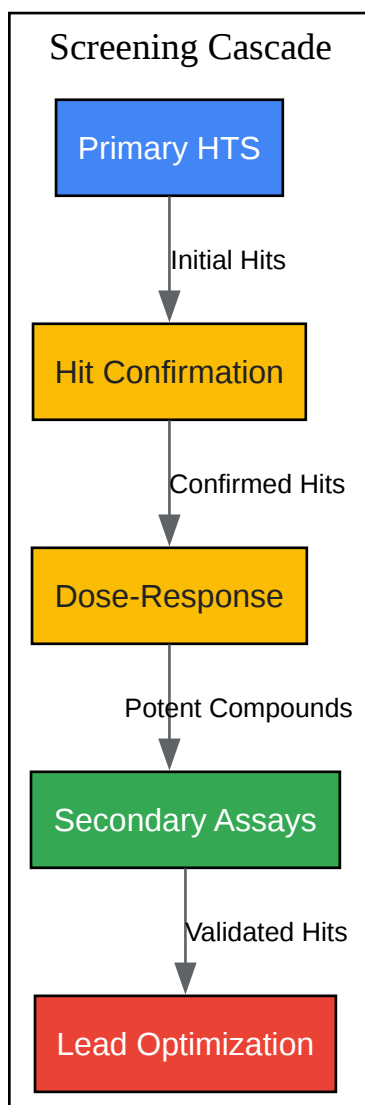 Screening Cascade
Primary HTS
Initial Hits
Hit Confirmation
Confirmed Hits
Dose-Response
Potent Compounds
Secondary Assays
Validated Hits
Lead Optimization